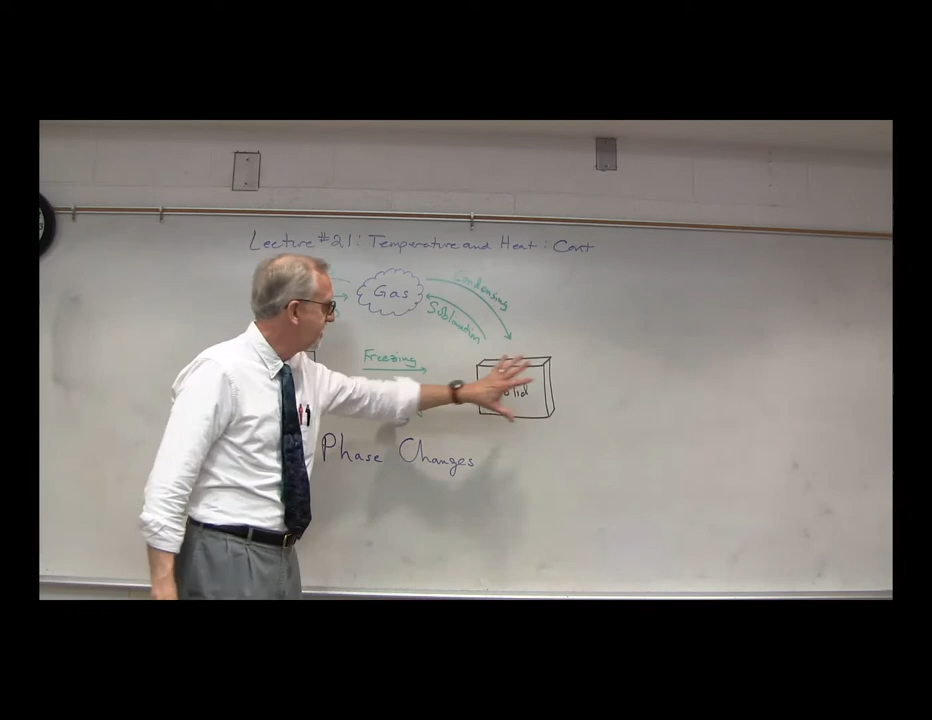 Lecture #21: Temperature and Heat: Cont
Gas
Condensing
Sublimation
Freezing
Phase Changes